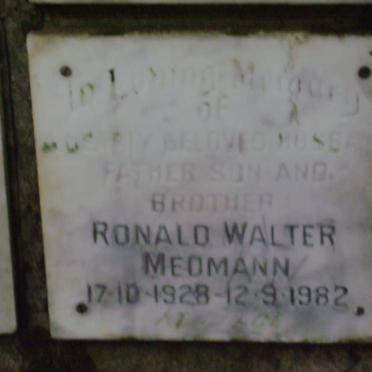 In Loving Memory
OF
A
BELOVED HUSBAND
FATHER SON AND
BROTHER
RONALD WALTER
MEDMANN
17-10-1928-12-9-1982